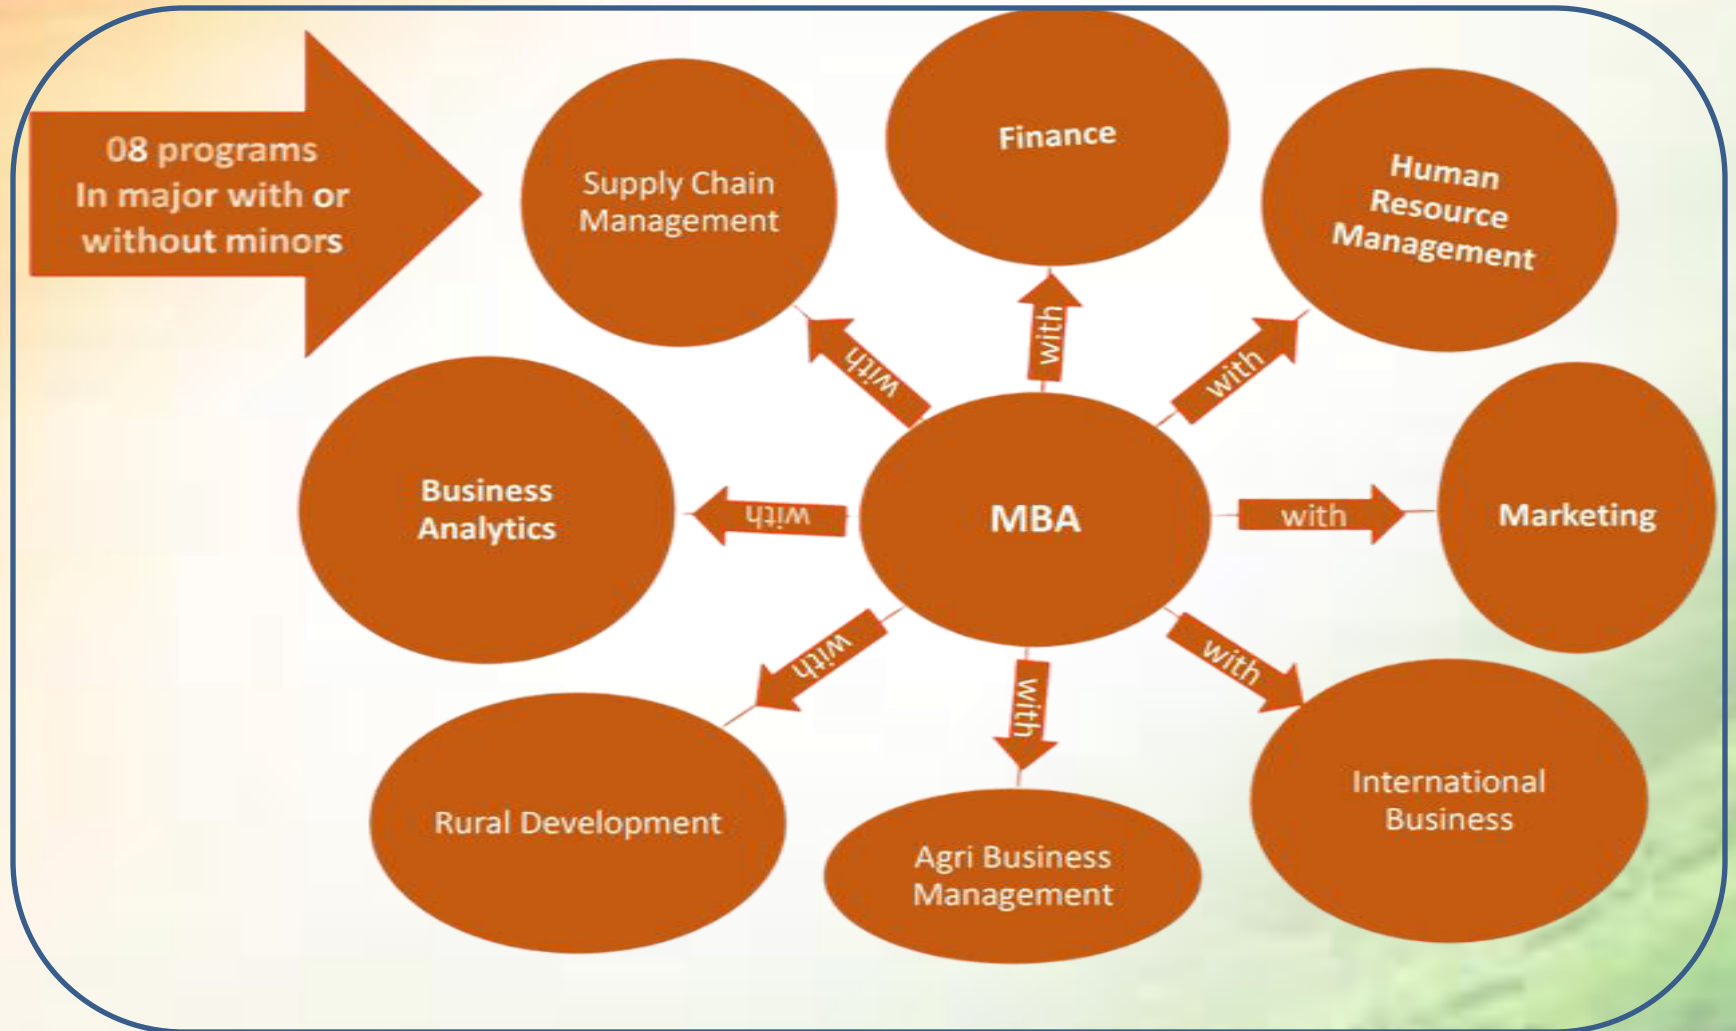 08 programs
In major with or
without minors
Supply Chain
Management
Finance
Human
Resource
Management
with
with
with
Business
Analytics
with
MBA
with
Marketing
with
with
with
Rural Development
Agri Business
Management
International
Business